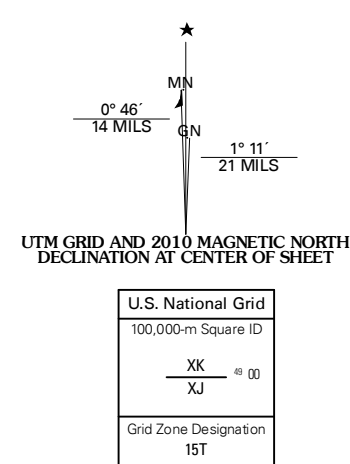 MN
0° 46´
14 MILS
GN
1° 11´
21 MILS
UTM GRID AND 2010 MAGNETIC NORTH
DECLINATION AT CENTER OF SHEET
U.S. National Grid
100,000-m Square ID
XK
49 00
XJ
Grid Zone Designation
15T